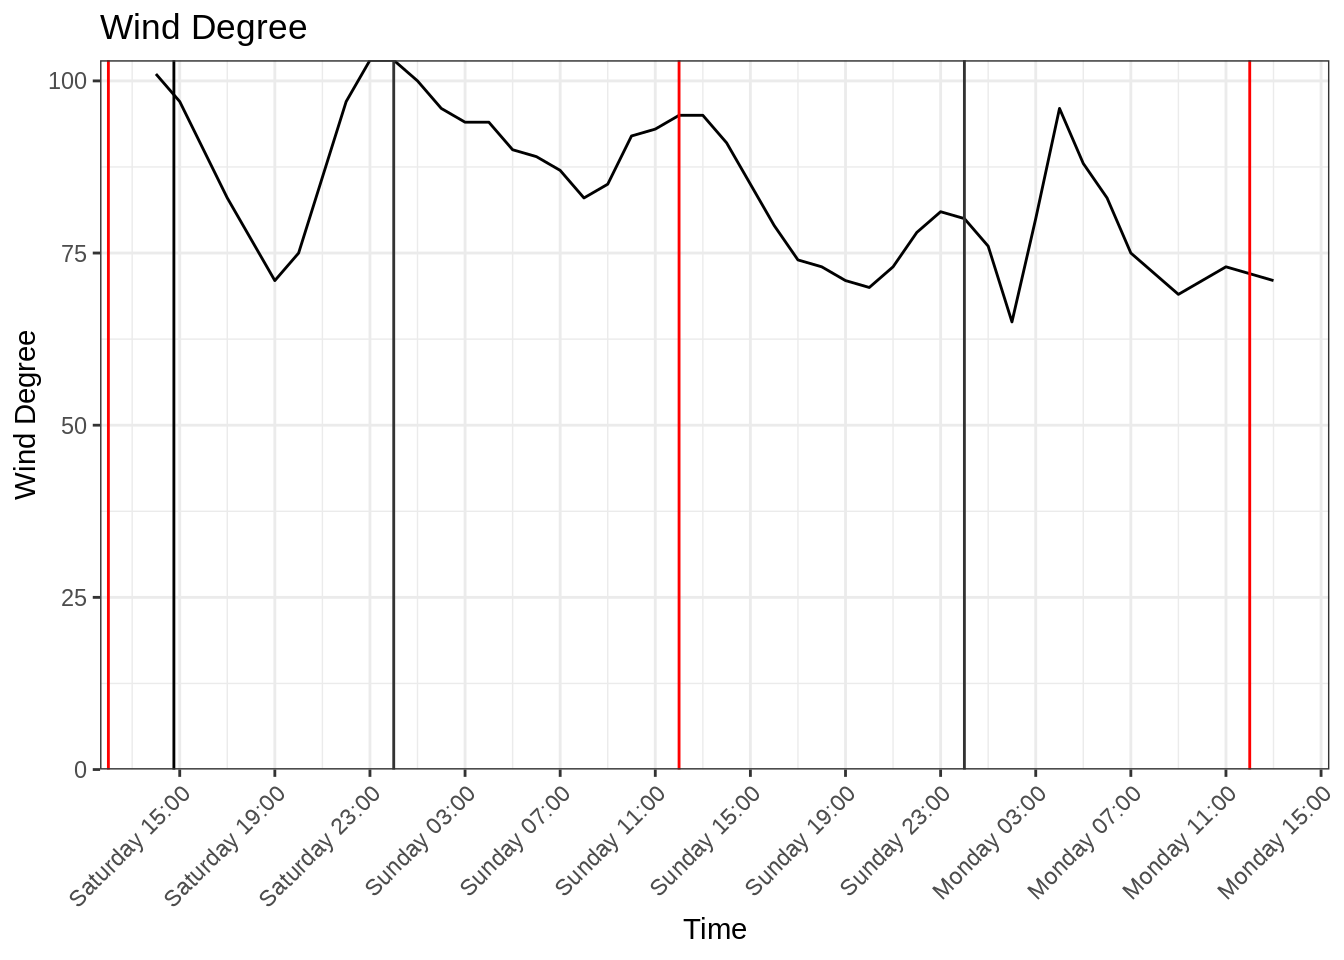 Wind Degree
Wind Degree
100
75
50
25
0
Saturday 15:00
Saturday 19:00
Saturday 23:00
Sunday 03:00
Sunday 07:00
Sunday 11:00
Sunday 15:00
Sunday 19:00
Sunday 23:00
Monday 03:00
Monday 07:00
Monday 11:00
Monday 15:00
Time